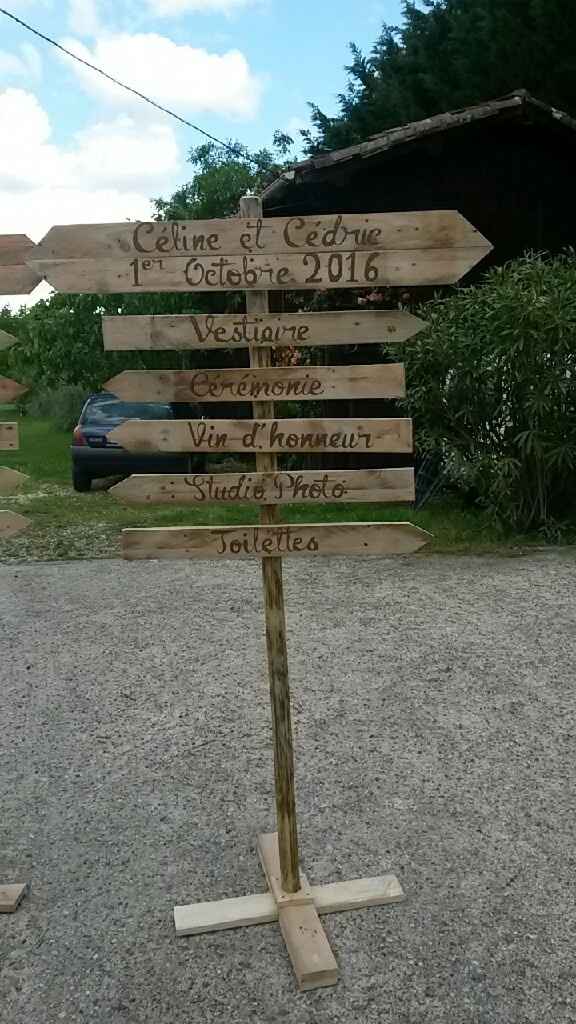 Céline et Cédric
1er Octobre 2016
Vestiaire
Cérémonie
Vin d'honneur
Studio Photo
Toilettes